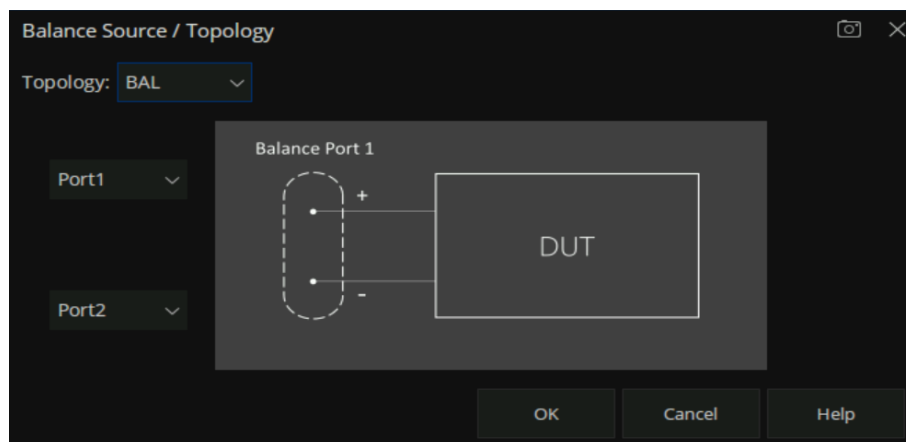 Balance Source / Topology
Topology: BAL
Balance Port 1
Port1
+
DUT
-
Port2
OK Cancel Help